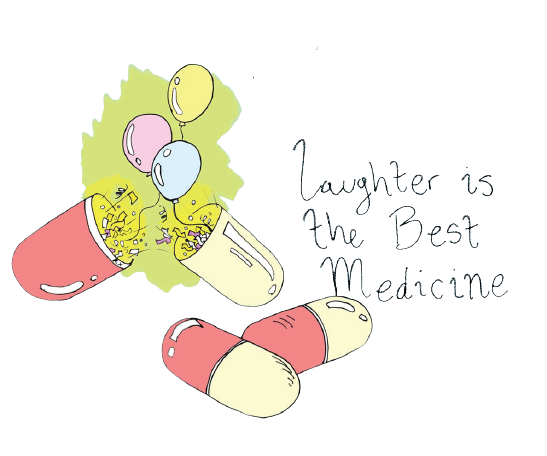 Laughter is
the Best
Medicine